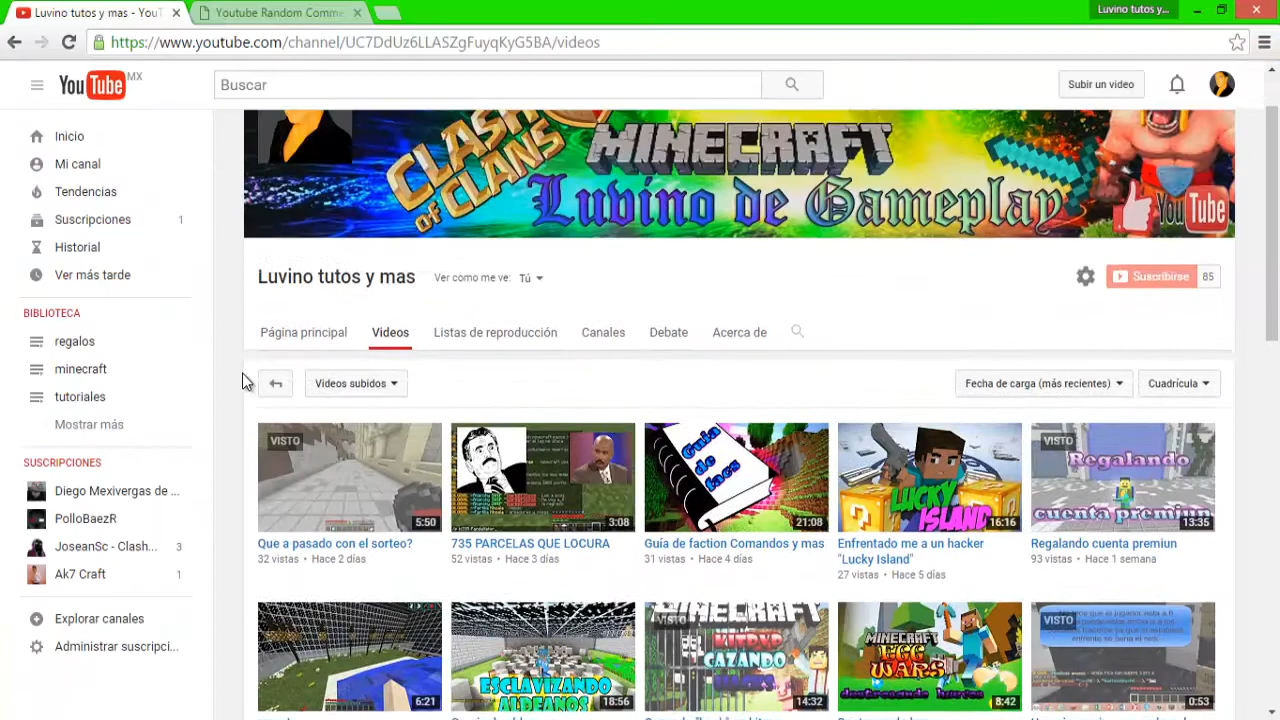 Luvino tutos y mas - YouT
Youtube Random Comme
Luvino tutos y...
https://www.youtube.com/channel/UC7DdUz6LLASZgFuyqKyG5BA/videos
YouTube MX
Buscar
Subir un video
Inicio
Mi canal
Tendencias
Suscripciones 1
Historial
Ver más tarde
BIBLIOTECA
regalos
minecraft
tutoriales
Mostrar más
SUSCRIPCIONES
Diego Mexivergas de ...
PolloBaezR
JoseanSc - Clash... 3
Ak7 Craft 1
Explorar canales
Administrar suscripci...
CLASH OF CLANS
MINECRAFT
Luvino de Gameplay
YouTube
Luvino tutos y mas
Ver como me ve: Tú
Suscribirse 85
Página principal Videos Listas de reproducción Canales Debate Acerca de
Videos subidos
Fecha de carga (más recientes) Cuadrícula
VISTO
5:50
3:08
Guia de facs
21:08
LUCKY ISLAND
16:16
VISTO
Regalando cuenta premiun
13:35
Que a pasado con el sorteo?
32 vistas • Hace 2 días
735 PARCELAS QUE LOCURA
52 vistas • Hace 3 días
Guía de faction Comandos y mas
31 vistas • Hace 4 días
Enfrentado me a un hacker
"Lucky Island"
27 vistas • Hace 5 días
Regalando cuenta premiun
93 vistas • Hace 1 semana
6:21
ESCLAVIZANDO ALDEANOS
18:56
MINECRAFT
VISTO
CAZANDO
14:32
MINECRAFT
EGG WARS
8:42
VISTO
0:53